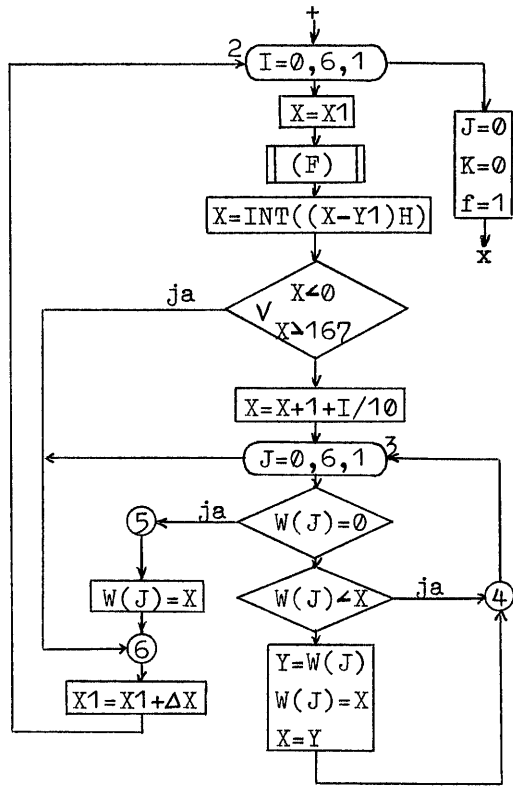 +
2
I=0,6,1
X=X1
(F)
X=INT((X-Y1)H)
J=0
K=0
f=1
x
ja
X<0
V
X>167
X=X+1+I/10
J=0,6,1
3
5
ja
W(J)=0
W(J)=X
W(J)<X
ja
4
6
X1=X1+ΔX
Y=W(J)
W(J)=X
X=Y